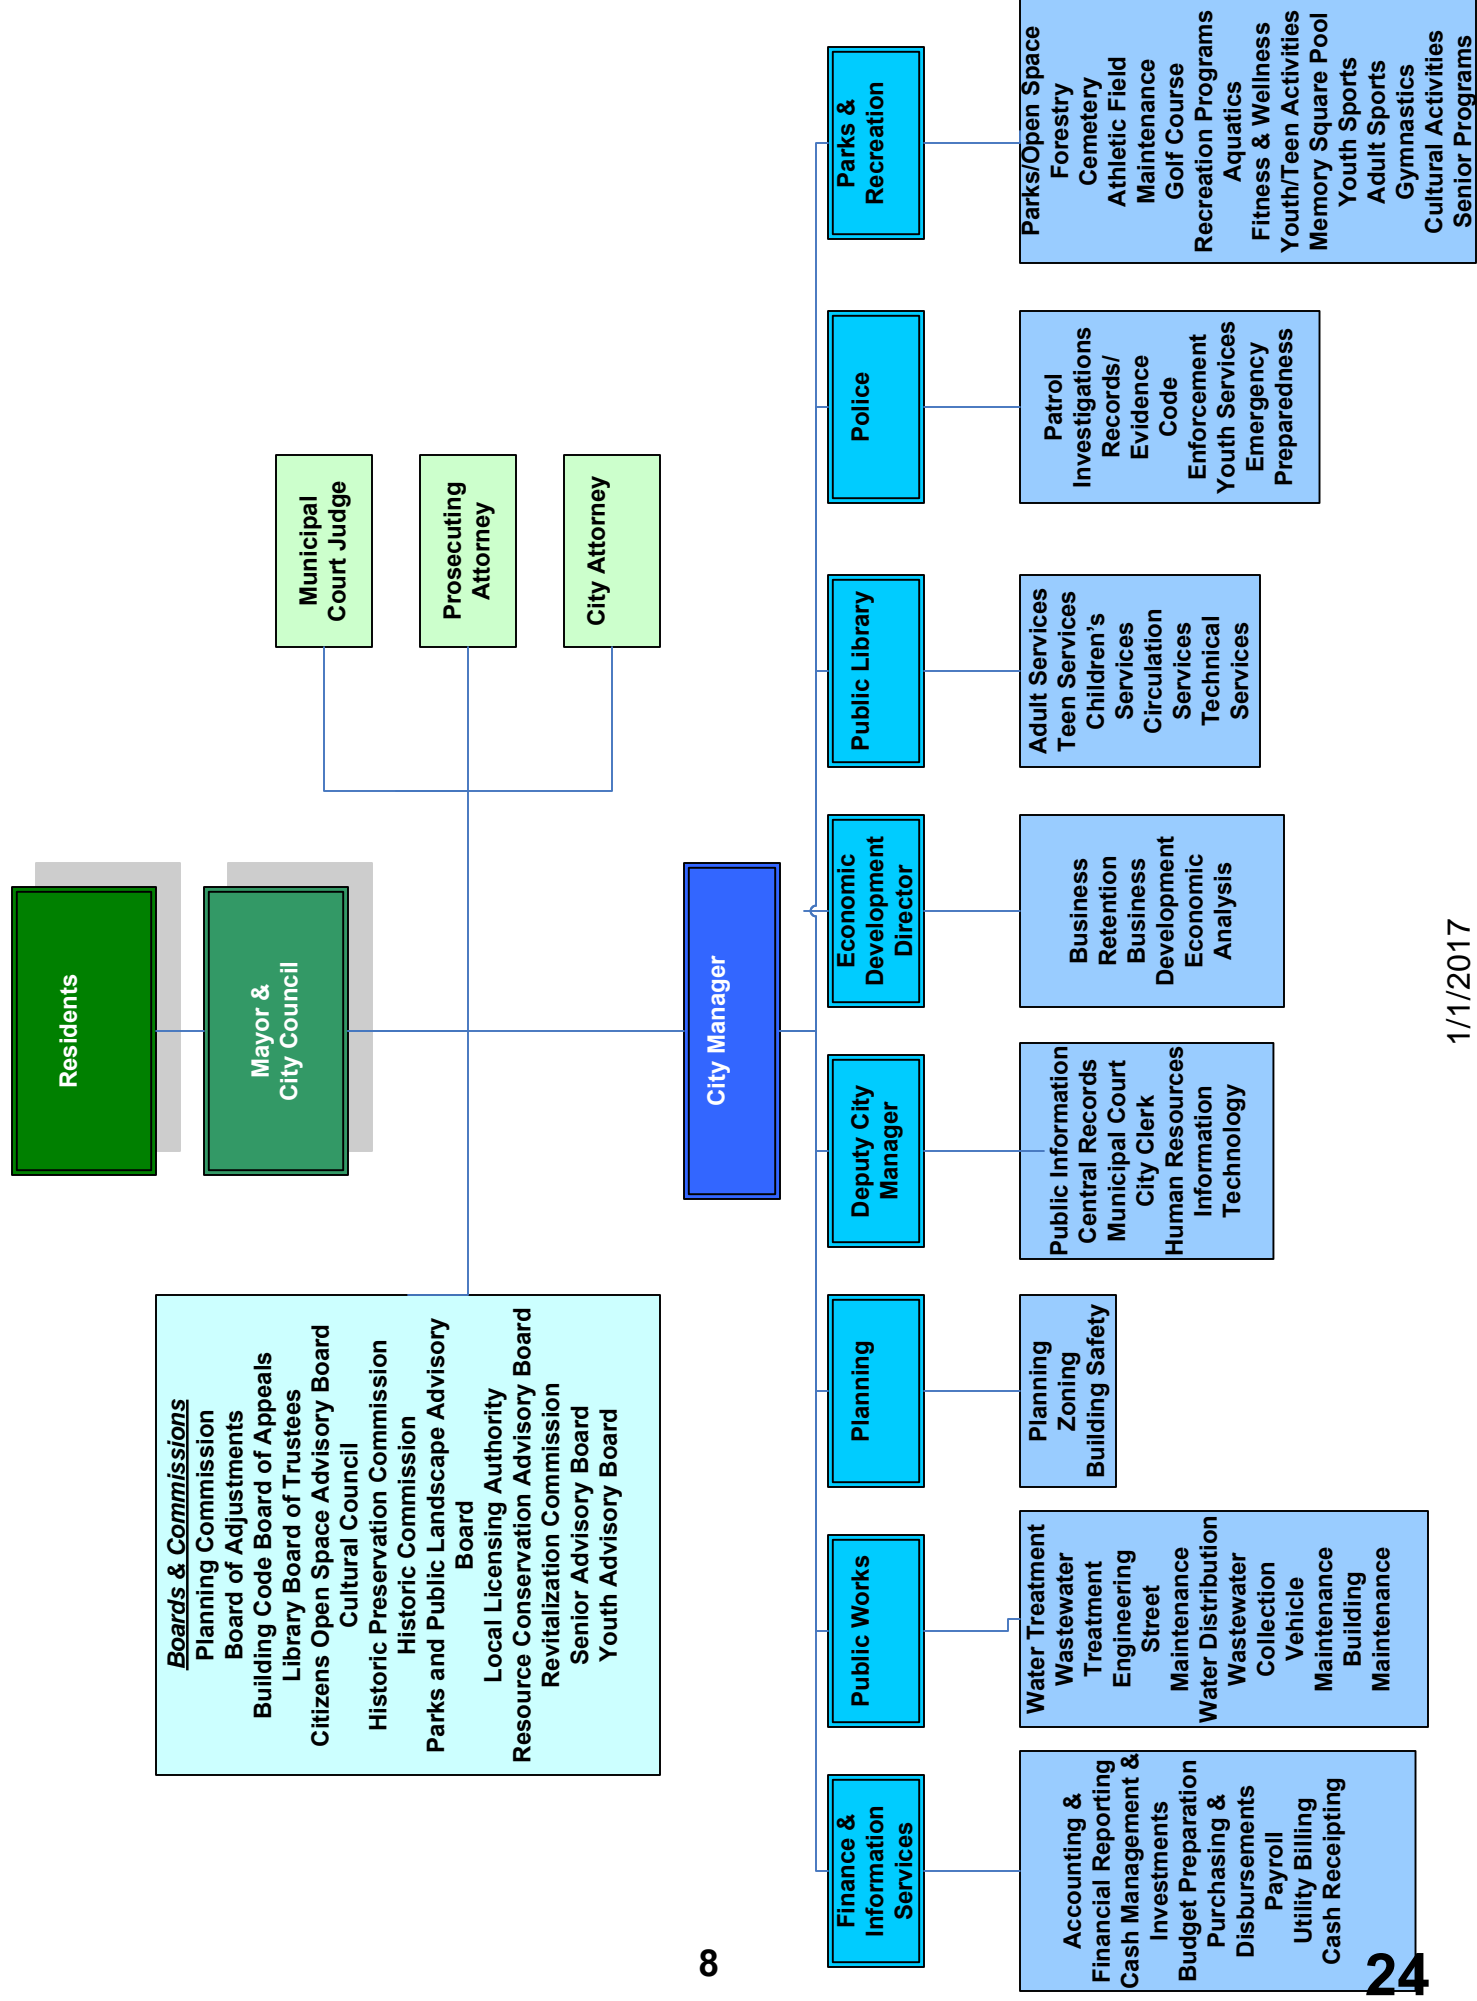 Residents
Mayor &
City Council
Municipal
Court Judge
Prosecuting
Attorney
City Attorney
Boards & Commissions
Planning Commission
Board of Adjustments
Building Code Board of Appeals
Library Board of Trustees
Citizens Open Space Advisory Board
Cultural Council
Historic Preservation Commission
Historic Commission
Parks and Public Landscape Advisory
Board
Local Licensing Authority
Resource Conservation Advisory Board
Revitalization Commission
Senior Advisory Board
Youth Advisory Board
City Manager
Finance &
Information
Services
Public Works
Planning
Deputy City
Manager
Economic
Development
Director
Public Library
Police
Parks &
Recreation
Accounting &
Financial Reporting
Cash Management &
Investments
Budget Preparation
Purchasing &
Disbursements
Payroll
Utility Billing
Cash Receipting
Water Treatment
Wastewater
Treatment
Engineering
Street
Maintenance
Water Distribution
Wastewater
Collection
Vehicle
Maintenance
Building
Maintenance
Planning
Zoning
Building Safety
Public Information
Central Records
Municipal Court
City Clerk
Human Resources
Information
Technology
Business
Retention
Business
Development
Economic
Analysis
Adult Services
Teen Services
Children's
Services
Circulation
Services
Technical
Services
Patrol
Investigations
Records/
Evidence
Code
Enforcement
Youth Services
Emergency
Preparedness
Parks/Open Space
Forestry
Cemetery
Athletic Field
Maintenance
Golf Course
Recreation Programs
Aquatics
Fitness & Wellness
Youth/Teen Activities
Memory Square Pool
Youth Sports
Adult Sports
Gymnastics
Cultural Activities
Senior Programs
1/1/2017
8
24